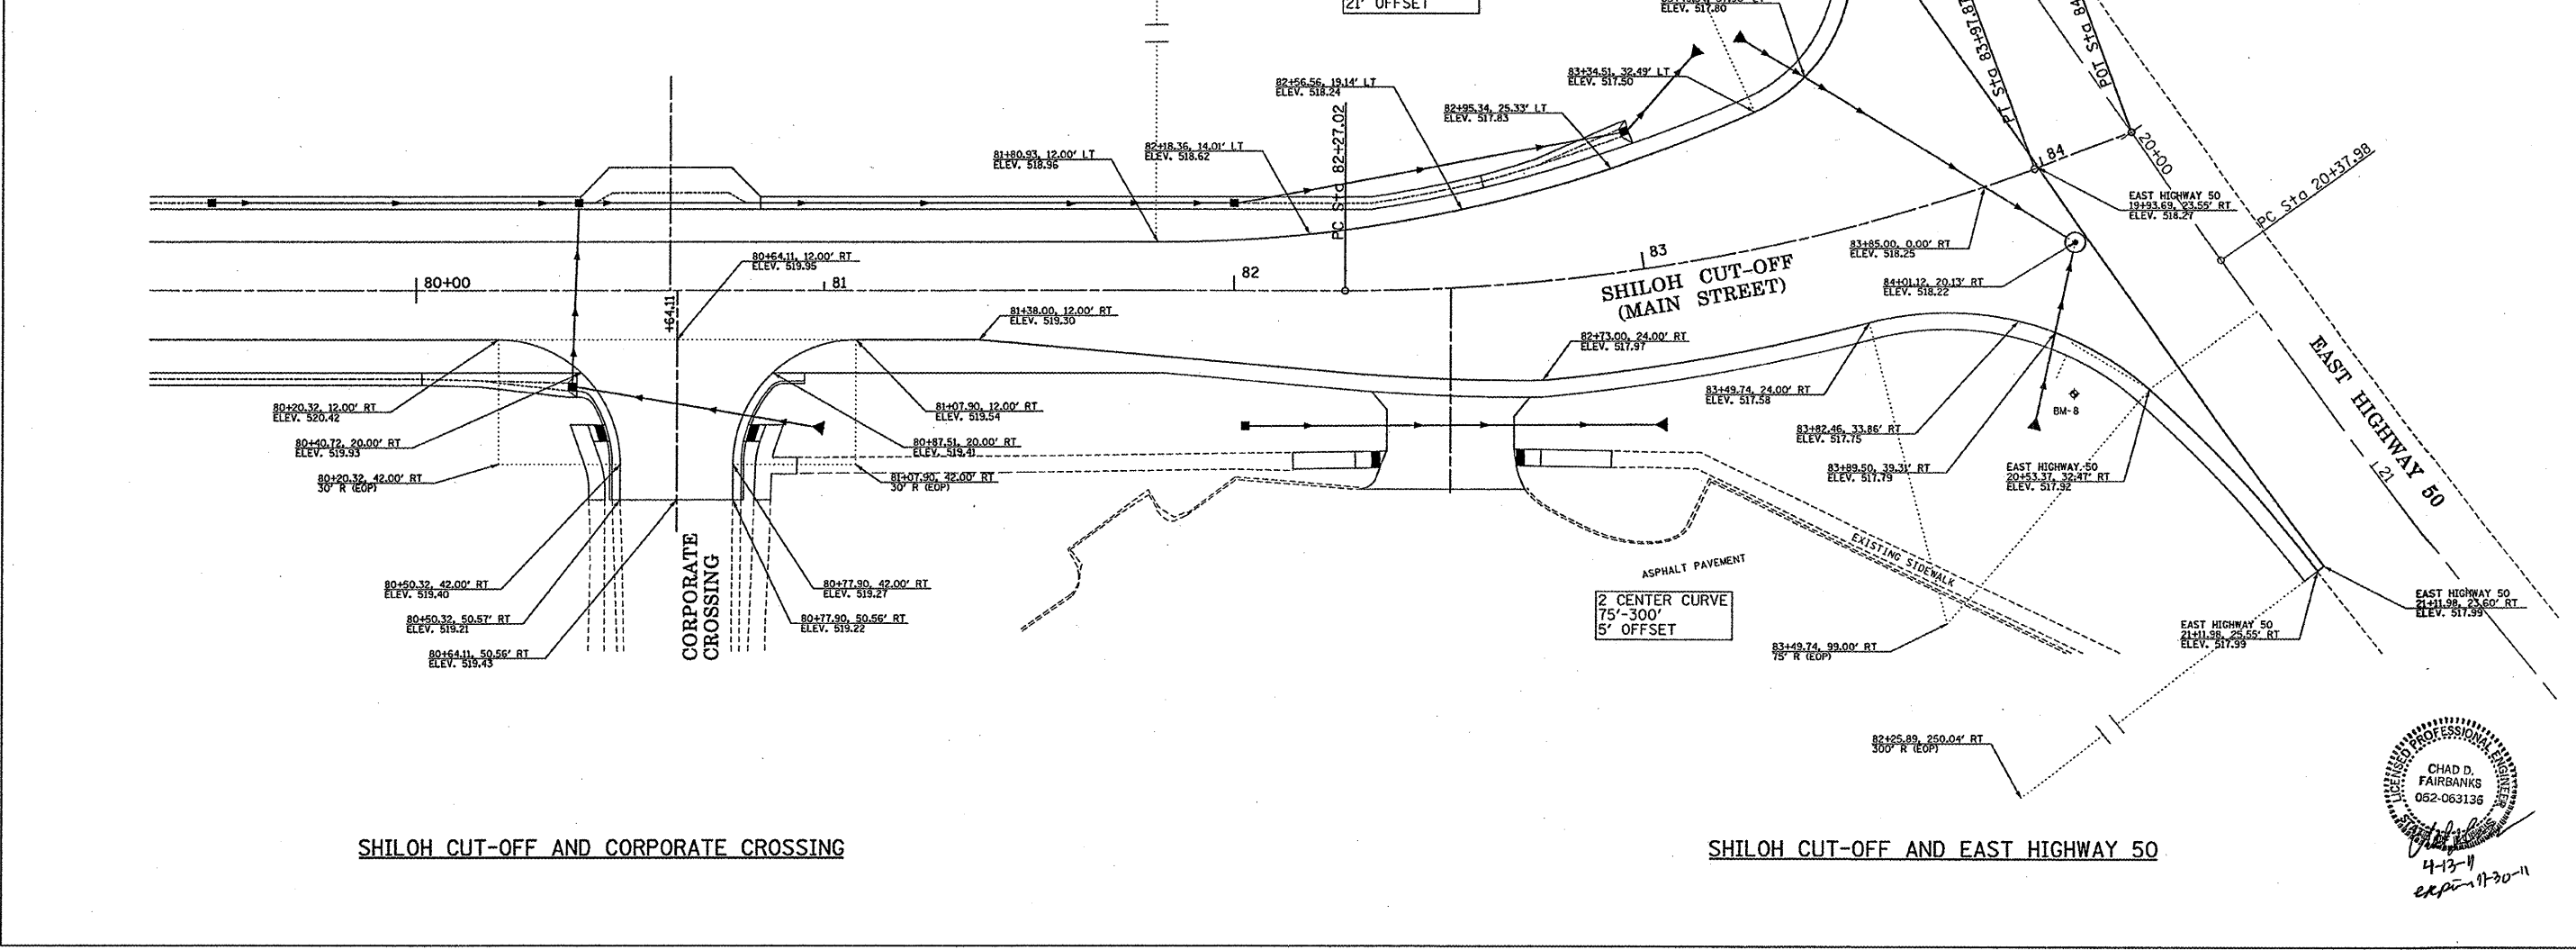 21' OFFSET
ELEV. 517.80
PT Sta 83+97.87
POT Sta 84
82+56.56, 19.14' LT
ELEV. 518.24
83+34.51, 32.49' LT
ELEV. 517.50
82+95.34, 25.33' LT
ELEV. 517.83
81+80.93, 12.00' LT
ELEV. 518.96
82+18.36, 14.01' LT
ELEV. 518.62
PC Sta 82+27.02
84
20+00
PC Sta 20+37.98
EAST HIGHWAY 50
19+93.69, 23.55' RT
ELEV. 518.27
83+85.00, 0.00' RT
ELEV. 518.25
84+01.12, 20.13' RT
ELEV. 518.22
80+64.11, 12.00' RT
ELEV. 519.95
80+00
81
82
83
+64.11
SHILOH CUT-OFF
(MAIN STREET)
81+38.00, 12.00' RT
ELEV. 519.30
82+73.00, 24.00' RT
ELEV. 517.97
83+49.74, 24.00' RT
ELEV. 517.58
EAST HIGHWAY 50
21
BM-8
80+20.32, 12.00' RT
ELEV. 520.42
81+07.90, 12.00' RT
ELEV. 519.54
80+40.72, 20.00' RT
ELEV. 519.93
80+87.51, 20.00' RT
ELEV. 519.41
83+82.46, 33.86' RT
ELEV. 517.75
80+20.32, 42.00' RT
30' R (EOP)
81+07.90, 42.00' RT
30' R (EOP)
83+89.50, 39.31' RT
ELEV. 517.79
EAST HIGHWAY 50
20+53.37, 32.47' RT
ELEV. 517.92
EXISTING SIDEWALK
ASPHALT PAVEMENT
80+50.32, 42.00' RT
ELEV. 519.40
80+77.90, 42.00' RT
ELEV. 519.27
CORPORATE
CROSSING
2 CENTER CURVE
75'-300'
5' OFFSET
80+50.32, 50.57' RT
ELEV. 519.21
80+77.90, 50.56' RT
ELEV. 519.22
EAST HIGHWAY 50
21+11.98, 23.60' RT
ELEV. 517.99
EAST HIGHWAY 50
21+11.98, 25.55' RT
ELEV. 517.99
80+64.11, 50.56' RT
ELEV. 519.43
83+49.74, 99.00' RT
75' R (EOP)
82+25.89, 250.04' RT
300' R (EOP)
LICENSED PROFESSIONAL ENGINEER
CHAD D.
FAIRBANKS
062-063136
4-13-11
SHILOH CUT-OFF AND CORPORATE CROSSING
SHILOH CUT-OFF AND EAST HIGHWAY 50